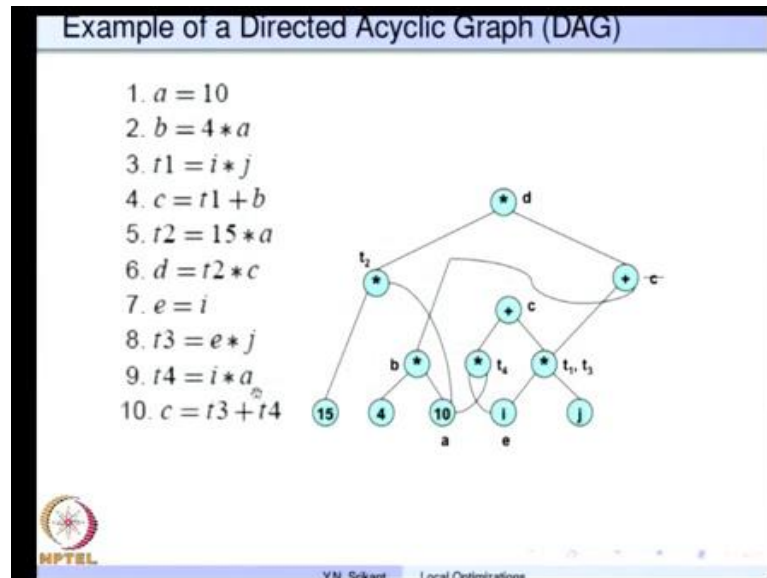 Example of a Directed Acyclic Graph (DAG)
1. a = 10
2. b = 4 * a
3. t1 = i * j
4. c = t1 + b
5. t2 = 15 * a
6. d = t2 * c
7. e = i
8. t3 = e * j
9. t4 = i * a
10. c = t3 + t4
* d
t₂
*
+ c
+ c
b *
* t₄
* t₁, t₃
15
4
10
i
j
a
e
NPTEL
Y.N. Srikant Local Optimizations